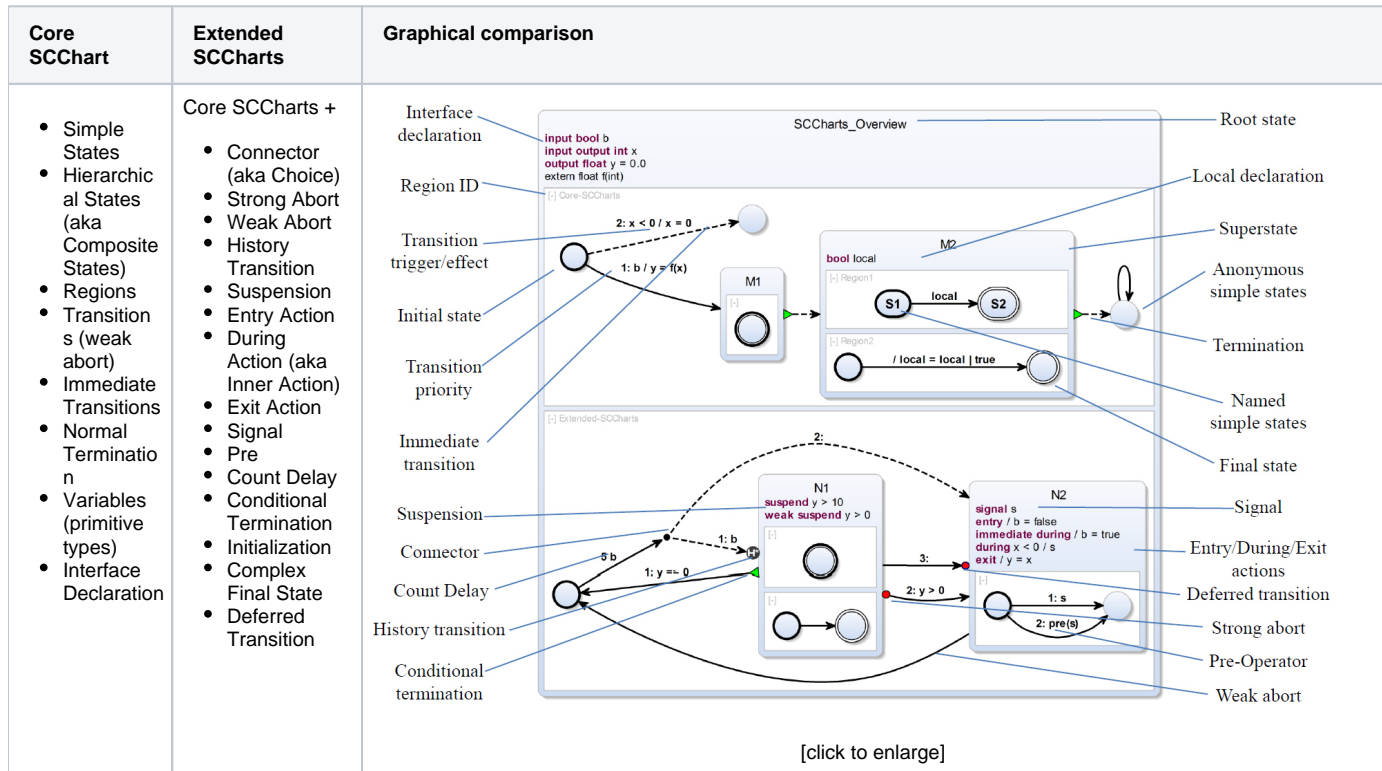 Core
SCChart
Extended
SCCharts
Graphical comparison
Simple
States
Hierarchic
al States
(aka
Composite
States)
Regions
Transition
s (weak
abort)
Immediate
Transitions
Normal
Terminatio
n
Variables
(primitive
types)
Interface
Declaration
Core SCCharts +
Connector
(aka Choice)
Strong Abort
Weak Abort
History
Transition
Suspension
Entry Action
During
Action (aka
Inner Action)
Exit Action
Signal
Pre
Count Delay
Conditional
Termination
Initialization
Complex
Final State
Deferred
Transition
Interface
declaration
Region ID
Transition
trigger/effect
Initial state
Transition
priority
Immediate
transition
Suspension
Connector
Count Delay
History transition
Conditional
termination
SCCharts_Overview
input bool b
input output int x
output float y = 0.0
extern float f(int)
[-] Core-SCCharts
2: x < 0 / x = 0
1: b / y = f(x)
M1
[-]
M2
bool local
[-] Region1
S1
local
S2
[-] Region2
/ local = local | true
[-] Extended-SCCharts
2:
N1
suspend y > 10
weak suspend y > 0
[-]
[-]
1: b
H
5 b
1: y == 0
3:
2: y > 0
N2
signal s
entry / b = false
immediate during / b = true
during x < 0 / s
exit / y = x
[-]
1: s
2: pre(s)
Root state
Local declaration
Superstate
Anonymous
simple states
Termination
Named
simple states
Final state
Signal
Entry/During/Exit
actions
Deferred transition
Strong abort
Pre-Operator
Weak abort
[click to enlarge]